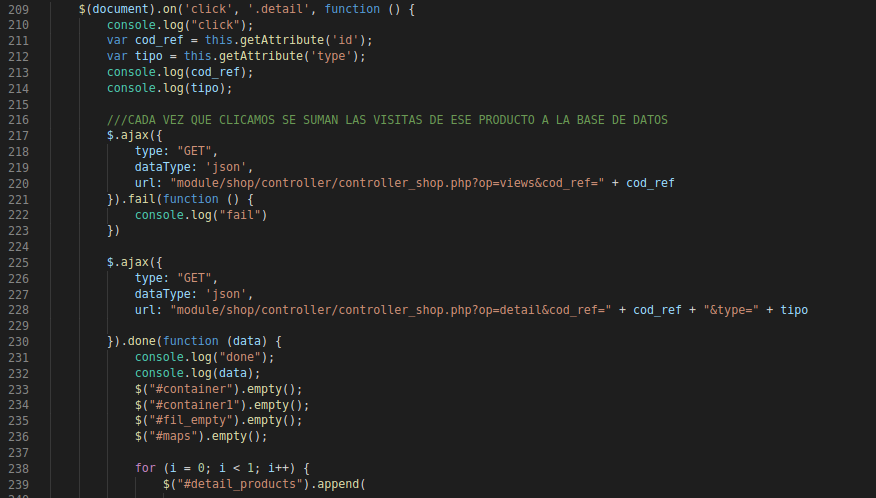 209 $(document).on('click', '.detail', function () {
210 console.log("click");
211 var cod_ref = this.getAttribute('id');
212 var tipo = this.getAttribute('type');
213 console.log(cod_ref);
214 console.log(tipo);
215
216 ///CADA VEZ QUE CLICAMOS SE SUMAN LAS VISITAS DE ESE PRODUCTO A LA BASE DE DATOS
217 $.ajax({
218 type: "GET",
219 dataType: 'json',
220 url: "module/shop/controller/controller_shop.php?op=views&cod_ref=" + cod_ref
221 }).fail(function () {
222 console.log("fail")
223 })
224
225 $.ajax({
226 type: "GET",
227 dataType: 'json',
228 url: "module/shop/controller/controller_shop.php?op=detail&cod_ref=" + cod_ref + "&type=" + tipo
229
230 }).done(function (data) {
231 console.log("done");
232 console.log(data);
233 $("#container").empty();
234 $("#container1").empty();
235 $("#fil_empty").empty();
236 $("#maps").empty();
237
238 for (i = 0; i < 1; i++) {
239 $("#detail_products").append(